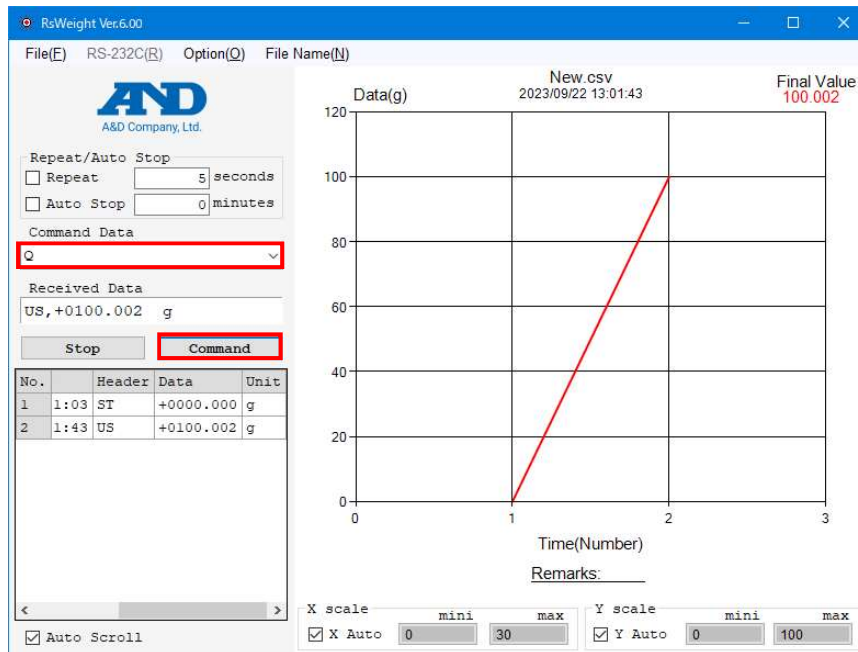 RsWeight Ver.6.00
File(F) RS-232C(R) Option(O) File Name(N)
AND
A&D Company, Ltd.
Repeat/Auto Stop
Repeat 5 seconds
Auto Stop 0 minutes
Command Data
Q
Received Data
US,+0100.002 g
Stop Command
No. Header Data Unit
1 1:03 ST +0000.000 g
2 1:43 US +0100.002 g
Auto Scroll
New.csv
Data(g) 2023/09/22 13:01:43
Final Value
100.002
120
100
80
60
40
20
0
0 1 2 3
Time(Number)
Remarks:
X scale mini max
X Auto 0 30
Y scale mini max
Y Auto 0 100